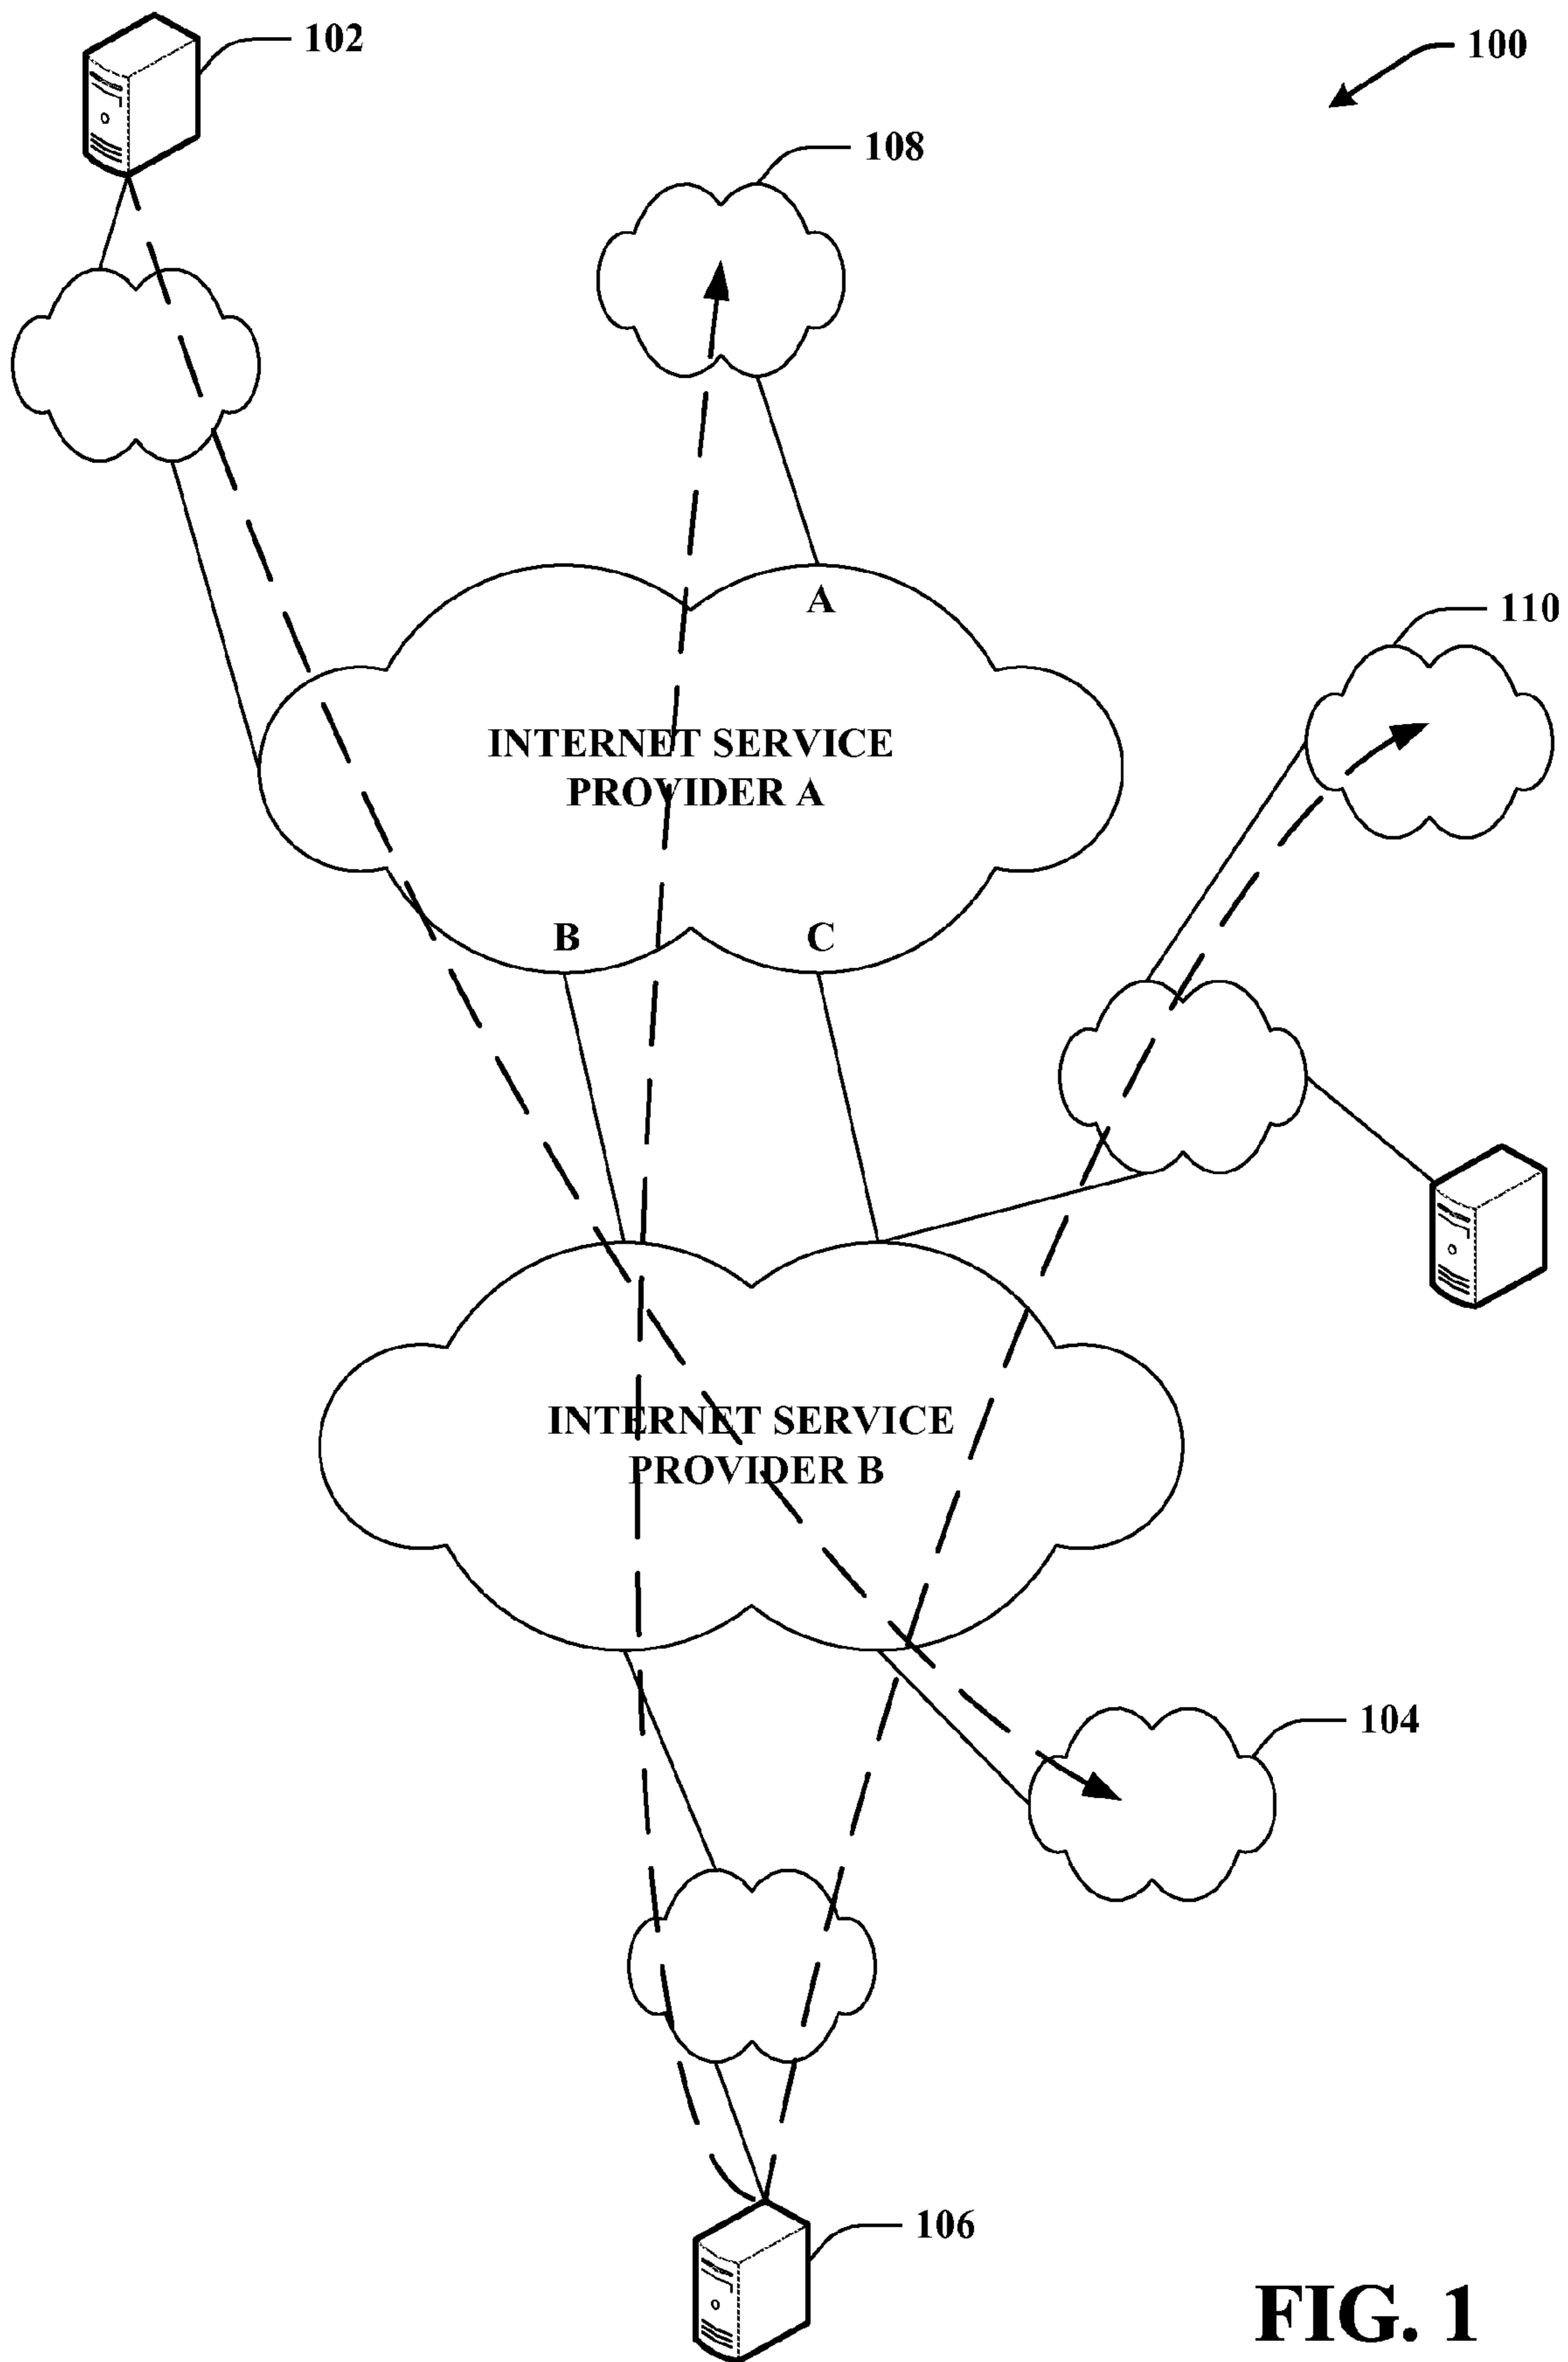 102
100
108
A
110
INTERNET SERVICE
PROVIDER A
B
C
INTERNET SERVICE
PROVIDER B
104
106
FIG. 1